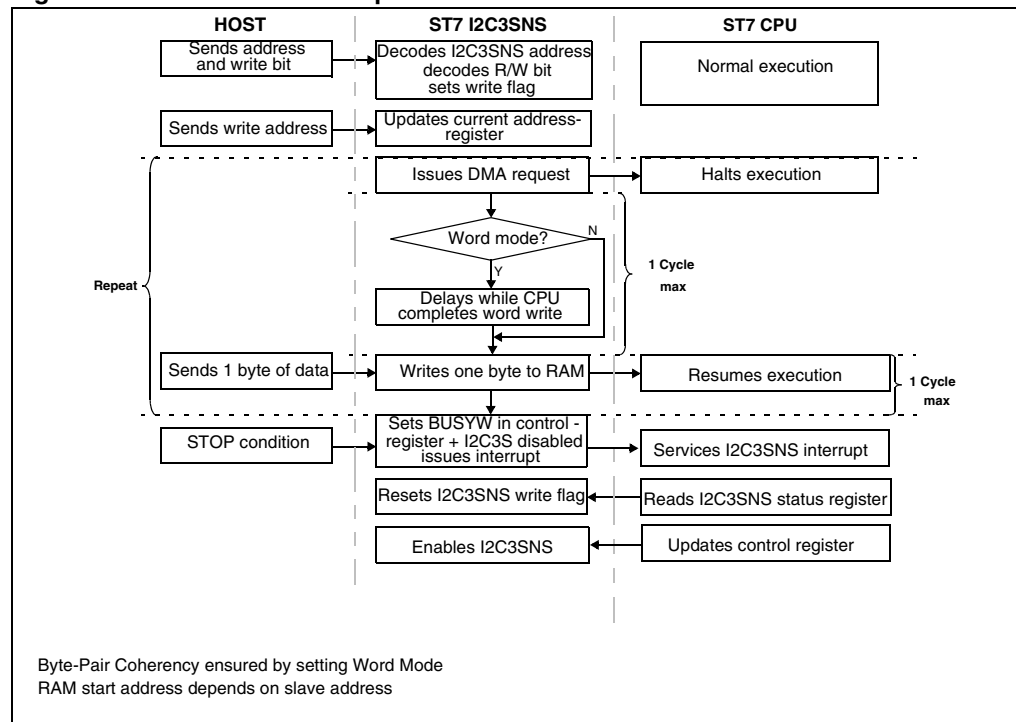 HOST ST7 I2C3SNS ST7 CPU
Sends address
and write bit
Decodes I2C3SNS address
decodes R/W bit
sets write flag
Normal execution
Sends write address
Updates current address-
register
Issues DMA request
Halts execution
Word mode?
N
Y
1 Cycle
max
Repeat
Delays while CPU
completes word write
Sends 1 byte of data
Writes one byte to RAM
Resumes execution
1 Cycle
max
STOP condition
Sets BUSYW in control -
register + I2C3S disabled
issues interrupt
Services I2C3SNS interrupt
Resets I2C3SNS write flag
Reads I2C3SNS status register
Enables I2C3SNS
Updates control register
Byte-Pair Coherency ensured by setting Word Mode
RAM start address depends on slave address